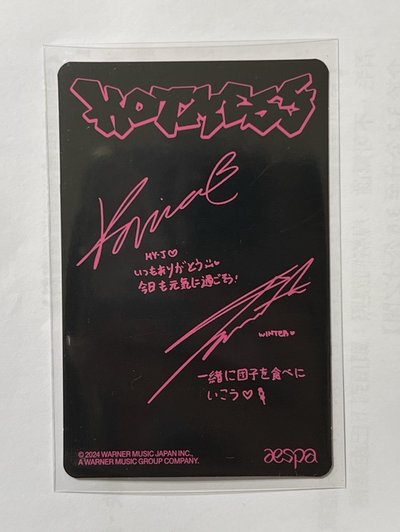 HOTMESS
Karina
MY-J♡
いつもありがとう
今日も元気に過ごそう!
WINTER
一緒に団子を食べに
いこう♡
© 2024 WARNER MUSIC JAPAN INC.,
A WARNER MUSIC GROUP COMPANY.
aespa